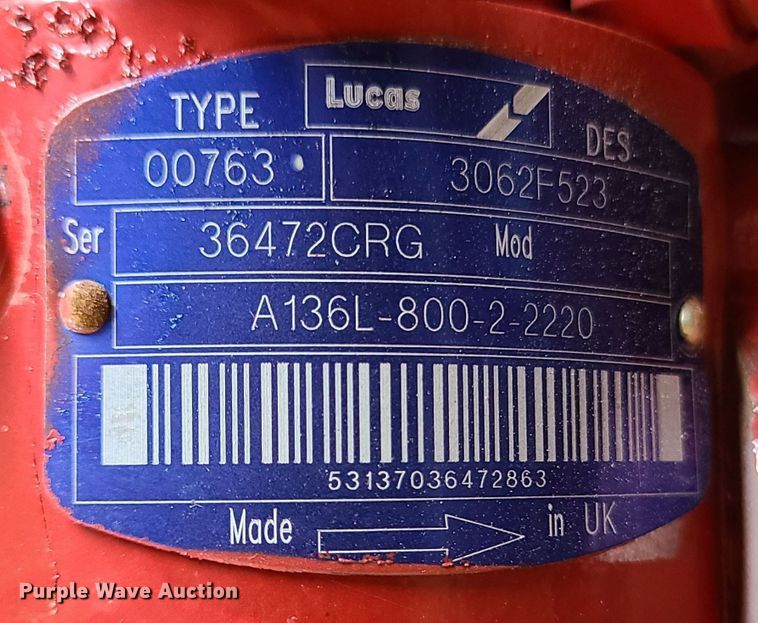 Lucas
TYPE
DES
00763
3062F523
Ser 36472CRG Mod
A136L-800-2-2220
53137036472863
Made in UK
Purple Wave Auction